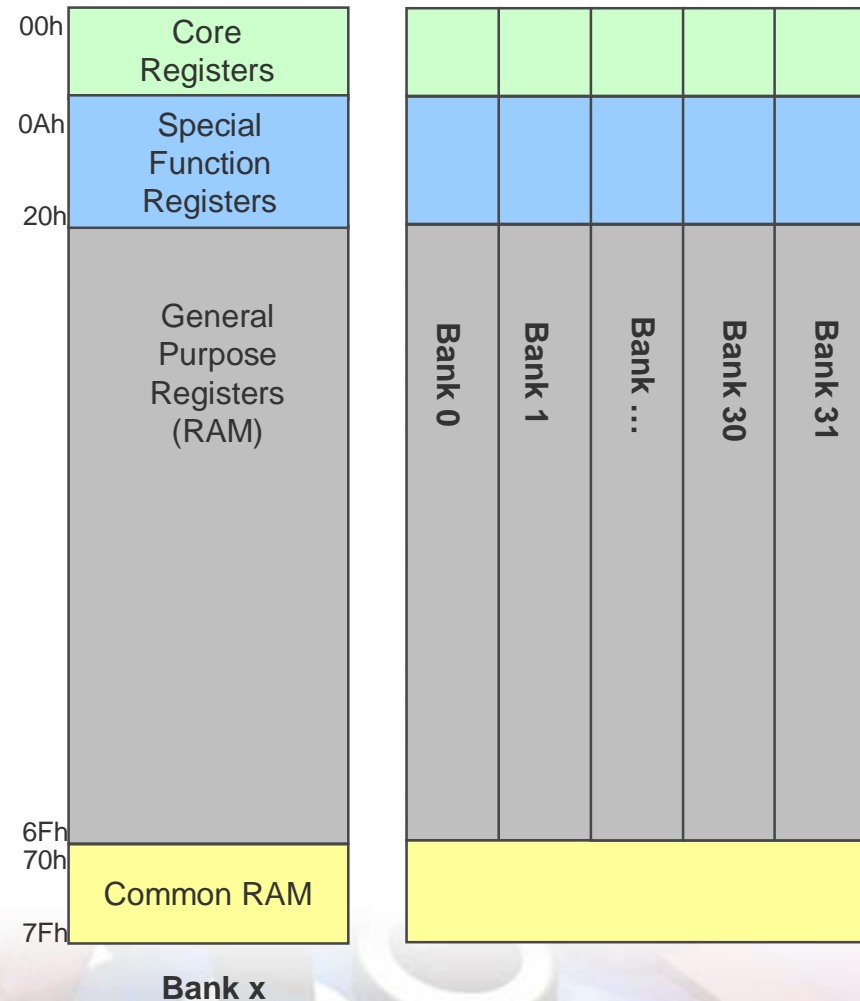 00h
Core
Registers
0Ah
Special
Function
Registers
20h
General
Purpose
Registers
(RAM)
6Fh
70h
Common RAM
7Fh
Bank x
Bank 0
Bank 1
Bank ...
Bank 30
Bank 31